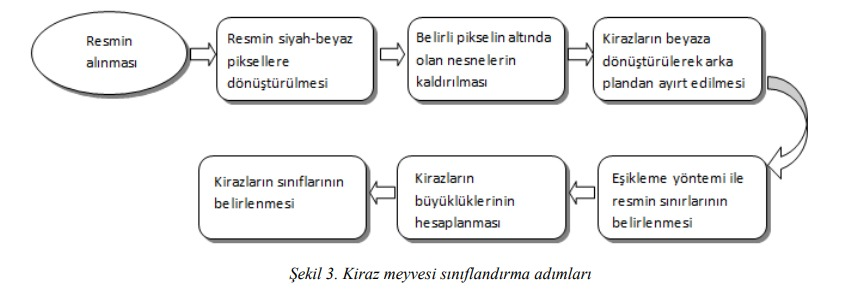 Resmin
alınması
Resmin siyah-beyaz
piksellere
dönüştürülmesi
Belirli pikselin altında
olan nesnelerin
kaldırılması
Kirazların beyaza
dönüştürülerek arka
plandan ayırt edilmesi
Eşikleme yöntemi ile
resmin sınırlarının
belirlenmesi
Kirazların
büyüklüklerinin
hesaplanması
Kirazların sınıflarının
belirlenmesi
Şekil 3. Kiraz meyvesi sınıflandırma adımları